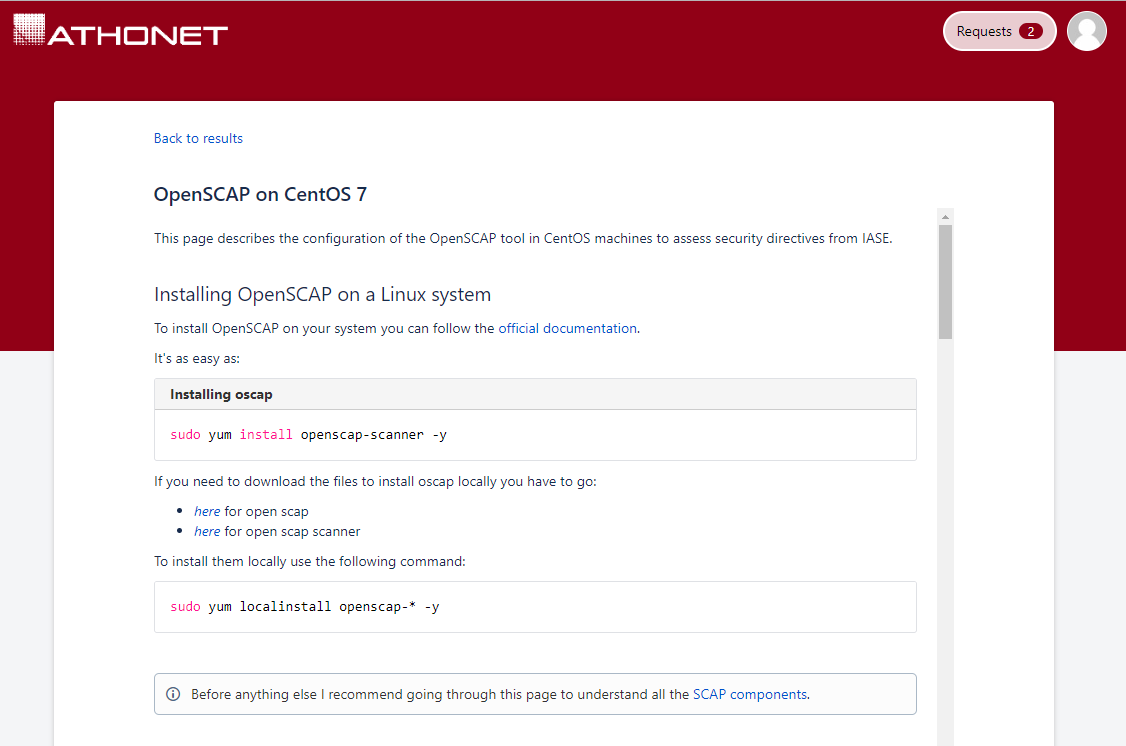 ATHONET
Requests 2
Back to results
OpenSCAP on CentOS 7
This page describes the configuration of the OpenSCAP tool in CentOS machines to assess security directives from IASE.
Installing OpenSCAP on a Linux system
To install OpenSCAP on your system you can follow the official documentation.
It's as easy as:
Installing oscap
sudo yum install openscap-scanner -y
If you need to download the files to install oscap locally you have to go:
here for open scap
here for open scap scanner
To install them locally use the following command:
sudo yum localinstall openscap-* -y
Before anything else I recommend going through this page to understand all the SCAP components.